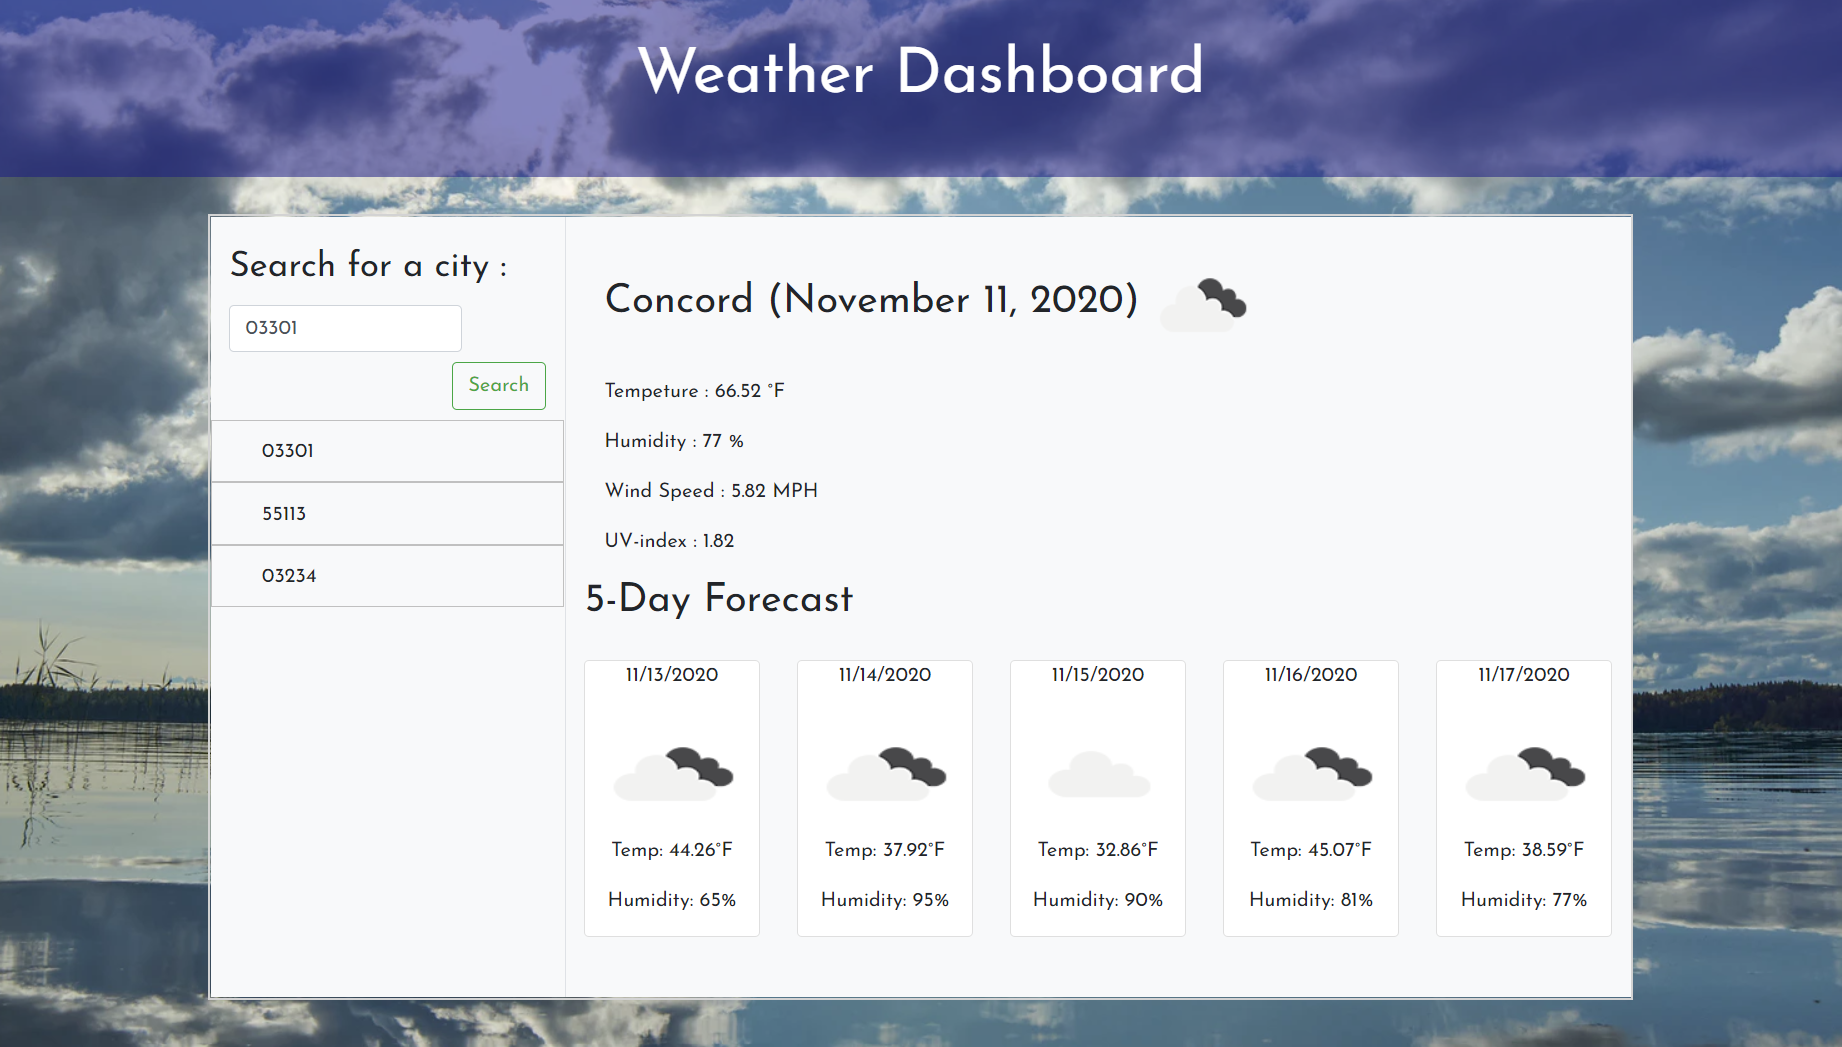 Weather Dashboard
Search for a city :
03301
Search
03301
55113
03234
Concord (November 11, 2020)
Tempeture : 66.52 °F
Humidity : 77 %
Wind Speed : 5.82 MPH
UV-index : 1.82
5-Day Forecast
11/13/2020
Temp: 44.26°F
Humidity: 65%
11/14/2020
Temp: 37.92°F
Humidity: 95%
11/15/2020
Temp: 32.86°F
Humidity: 90%
11/16/2020
Temp: 45.07°F
Humidity: 81%
11/17/2020
Temp: 38.59°F
Humidity: 77%